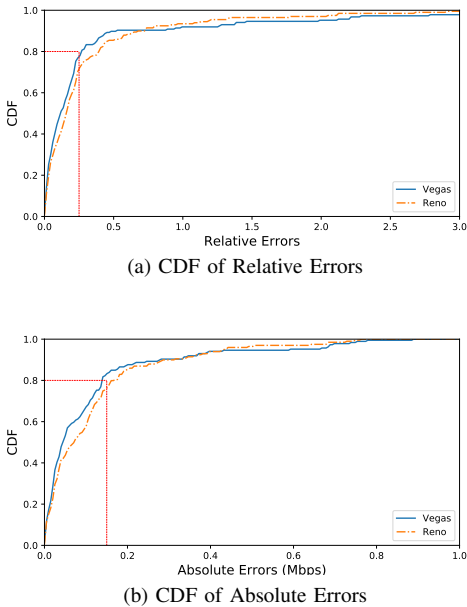 1.0
0.8
0.6
0.4
0.2
0.0
CDF
Vegas
Reno
0.0 0.5 1.0 1.5 2.0 2.5 3.0
Relative Errors
(a) CDF of Relative Errors
1.0
0.8
0.6
0.4
0.2
0.0
CDF
Vegas
Reno
0.0 0.2 0.4 0.6 0.8 1.0
Absolute Errors (Mbps)
(b) CDF of Absolute Errors